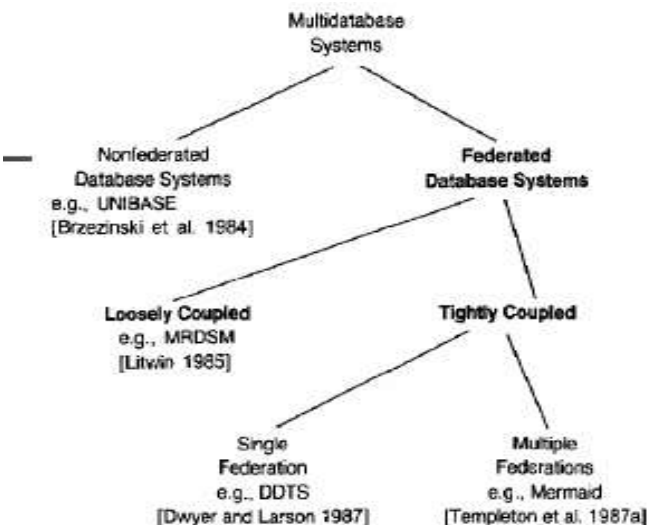 Multidatabase
Systems
Nonfederated
Database Systems
e.g., UNIBASE
[Brzezinski et al. 1984]
Federated
Database Systems
Loosely Coupled
e.g., MRDSM
[Litwin 1985]
Tightly Coupled
Single
Federation
e.g., DDTS
[Dwyer and Larson 1987]
Multiple
Federations
e.g., Mermaid
[Templeton et al. 1987a]